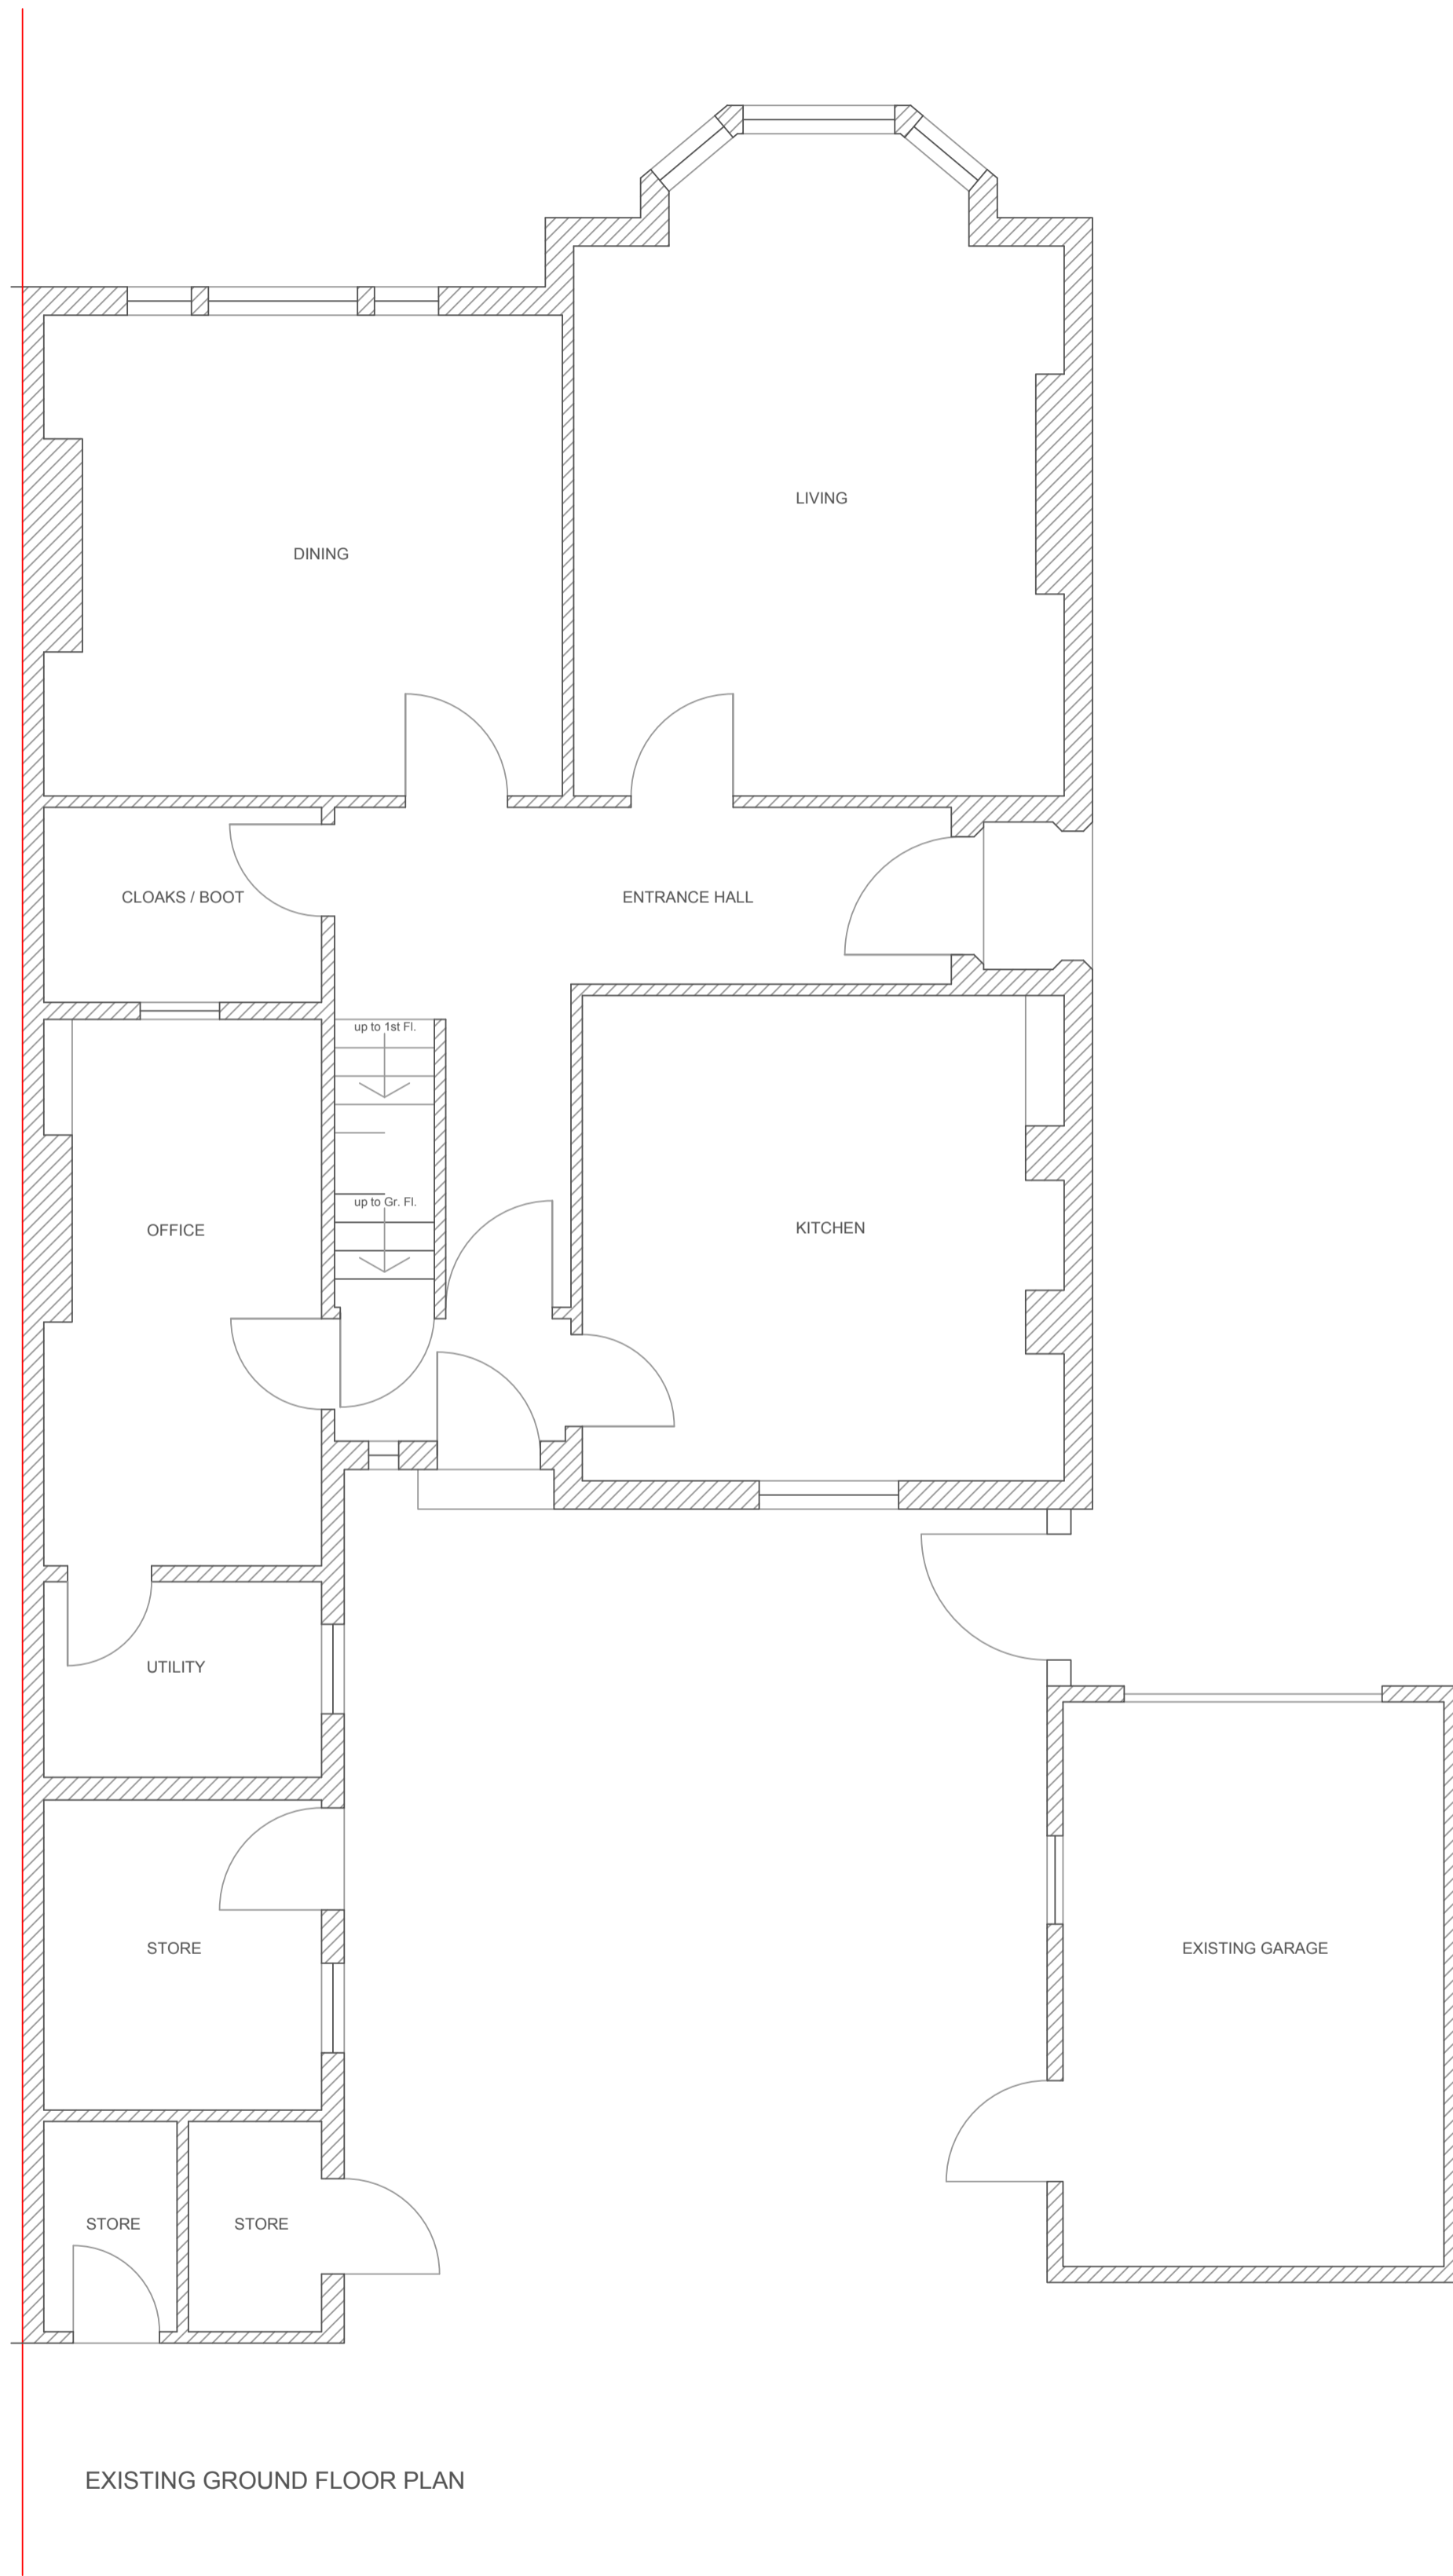 LIVING
DINING
CLOAKS / BOOT
ENTRANCE HALL
up to 1st Fl.
up to Gr. Fl.
OFFICE
KITCHEN
UTILITY
STORE
EXISTING GARAGE
STORE
STORE
EXISTING GROUND FLOOR PLAN